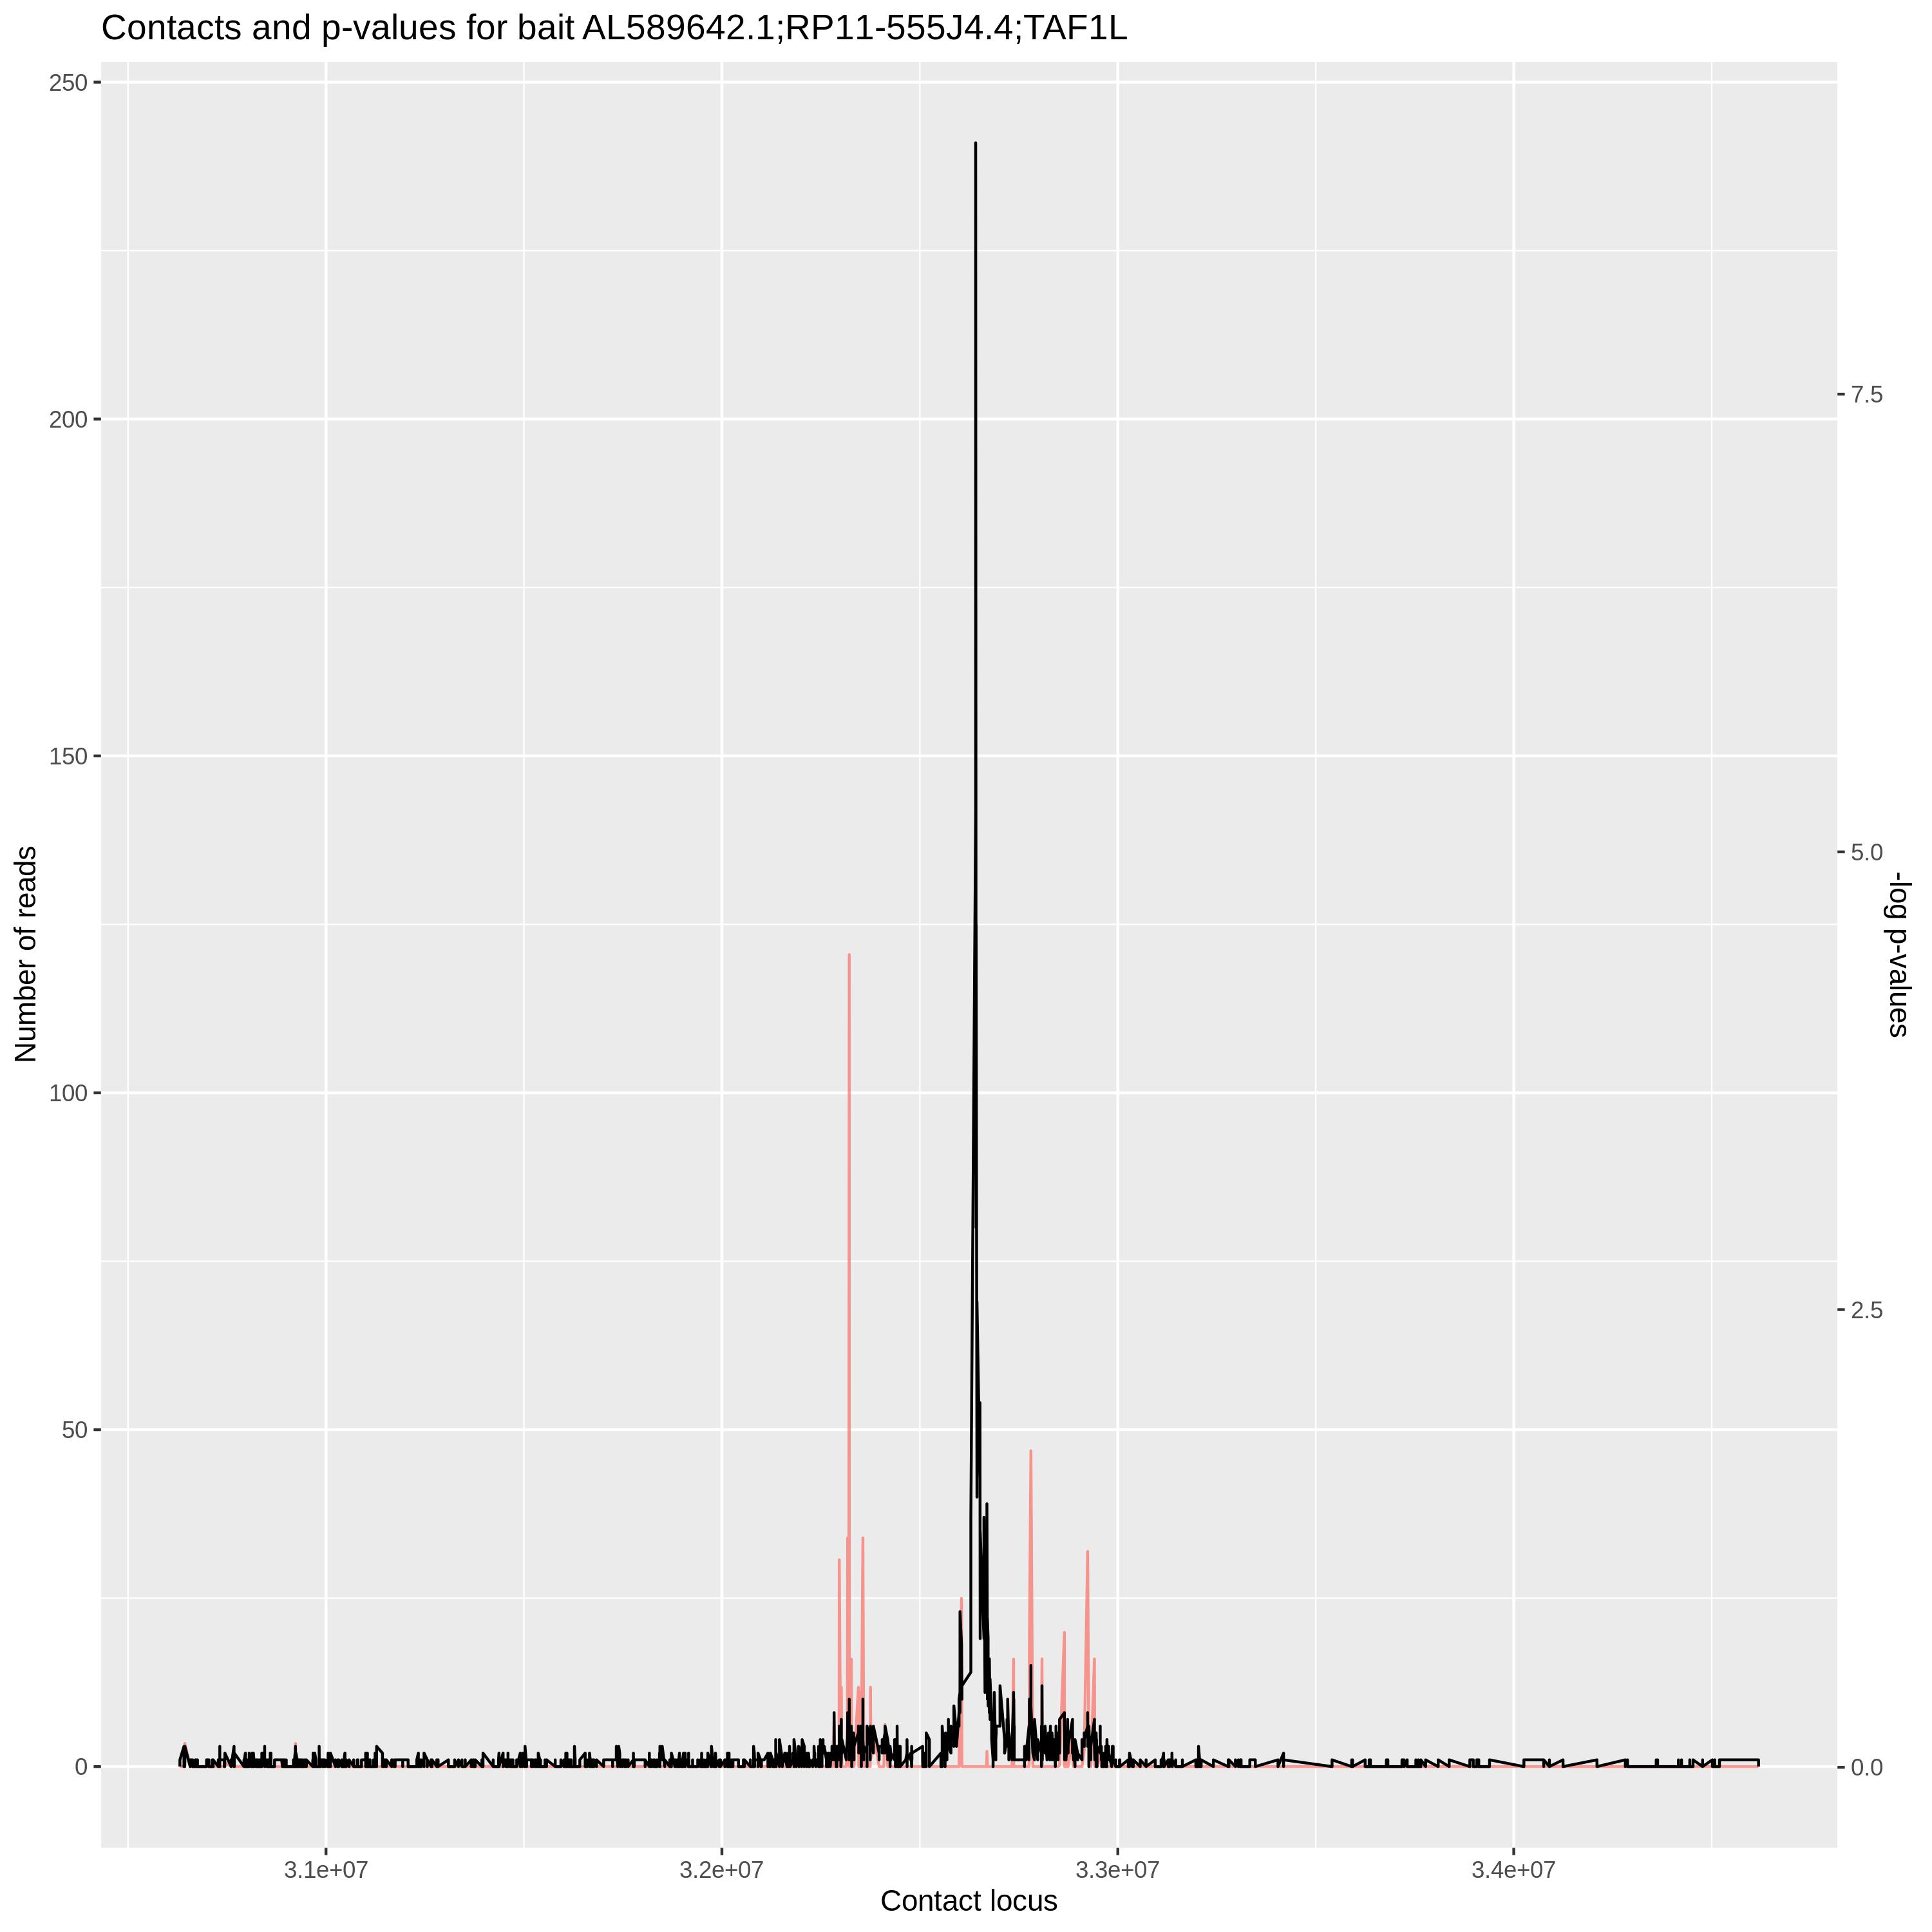 Contacts and p-values for bait AL589642.1;RP11-555J4.4;TAF1L
250
200
150
100
50
0
Number of reads
7.5
5.0
2.5
0.0
-log p-values
3.1e+07
3.2e+07
3.3e+07
3.4e+07
Contact locus